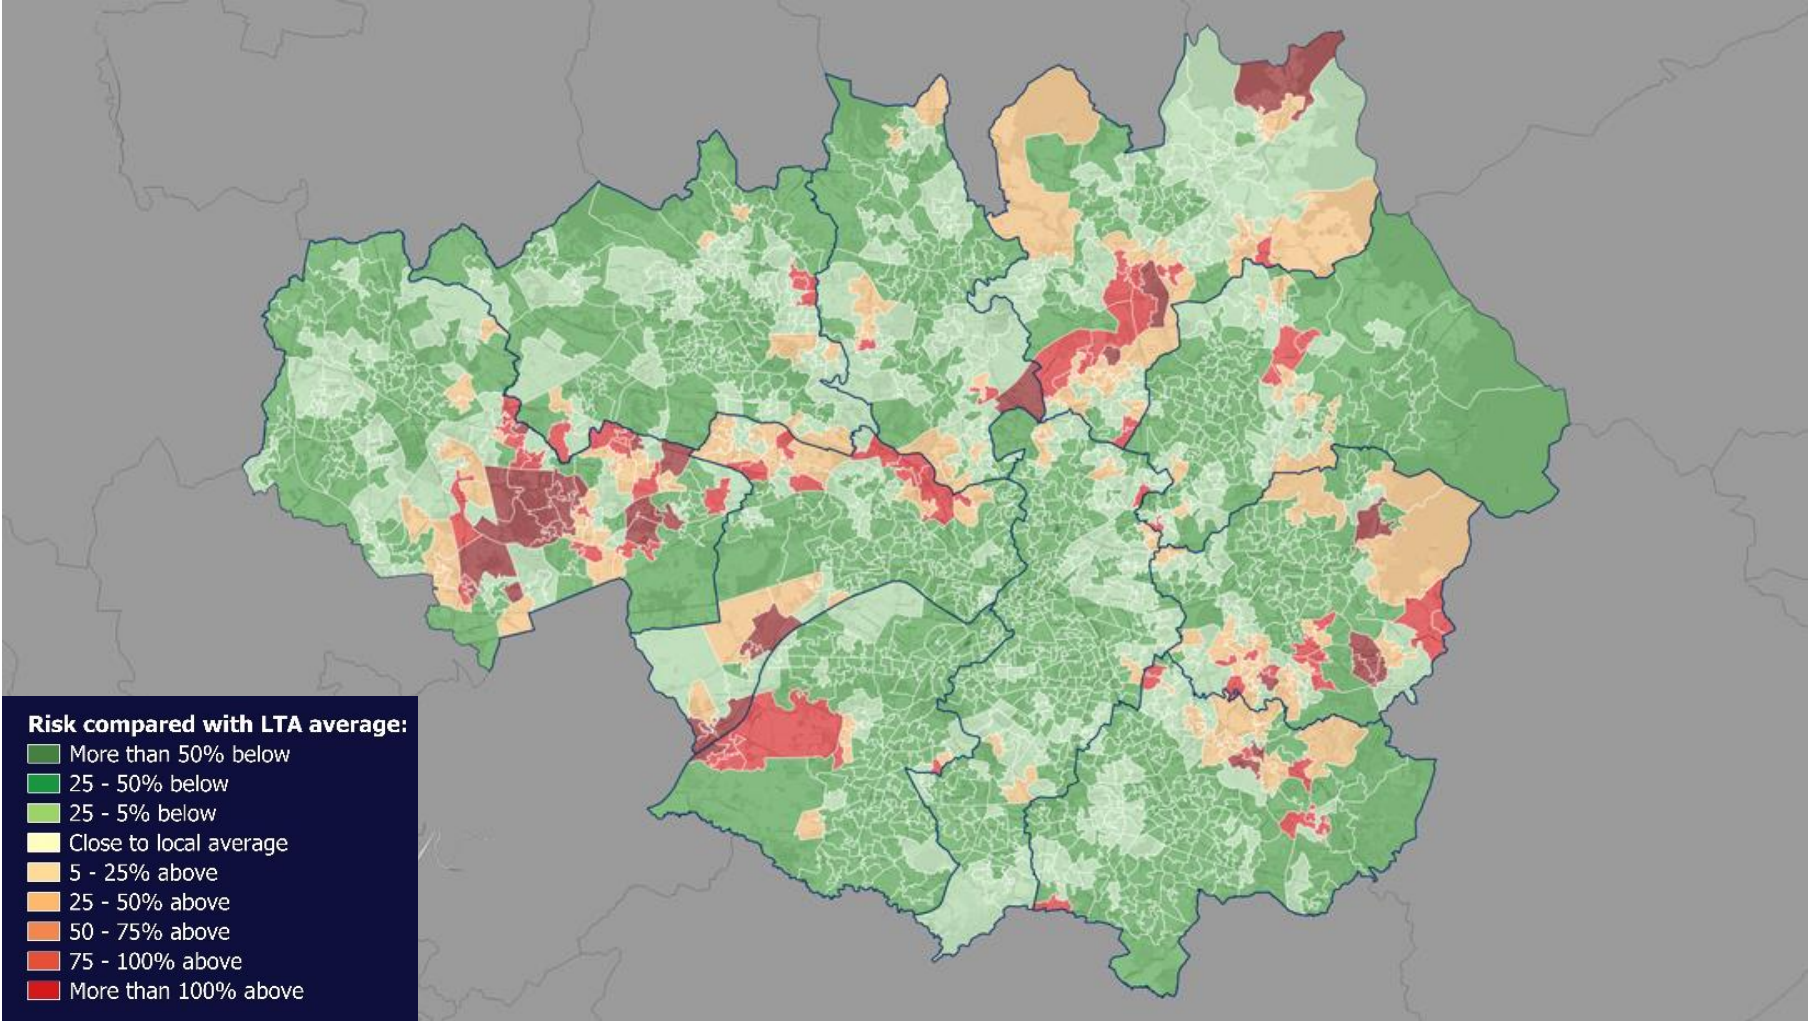 Risk compared with LTA average:
More than 50% below
25 - 50% below
25 - 5% below
Close to local average
5 - 25% above
25 - 50% above
50 - 75% above
75 - 100% above
More than 100% above